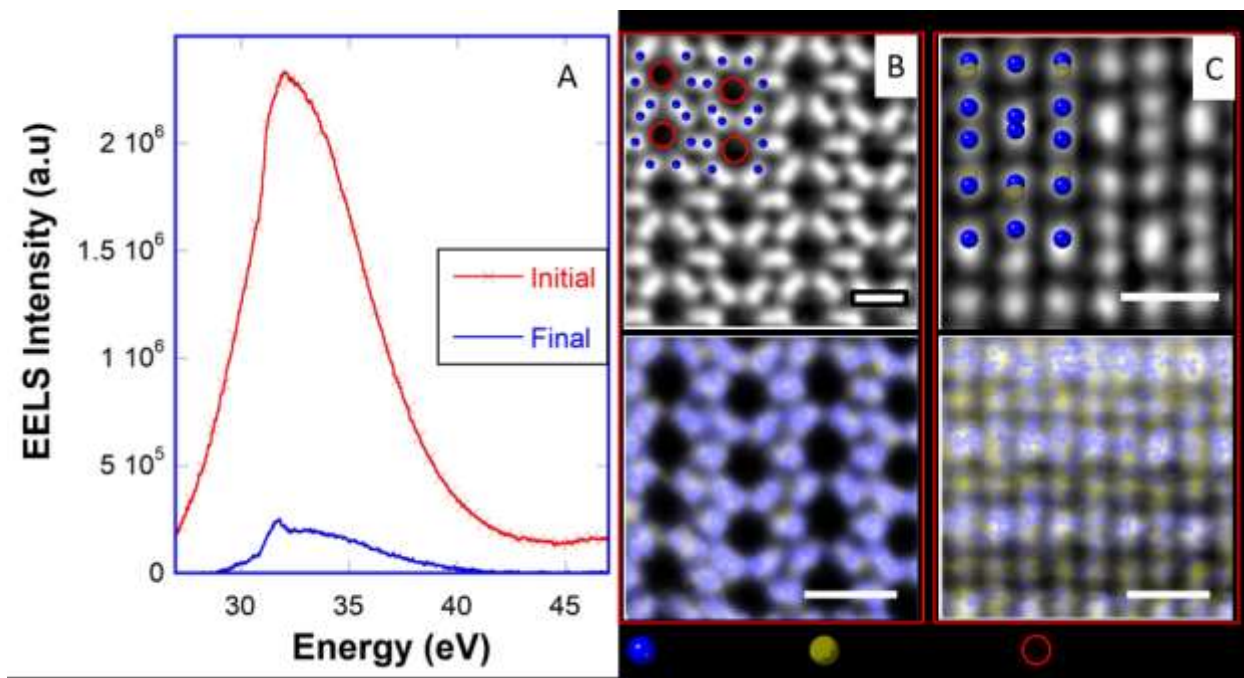 A
B
C
EELS Intensity (a.u)
2 10⁶
1.5 10⁶
1 10⁶
5 10⁵
0
Initial
Final
30 35 40 45
Energy (eV)